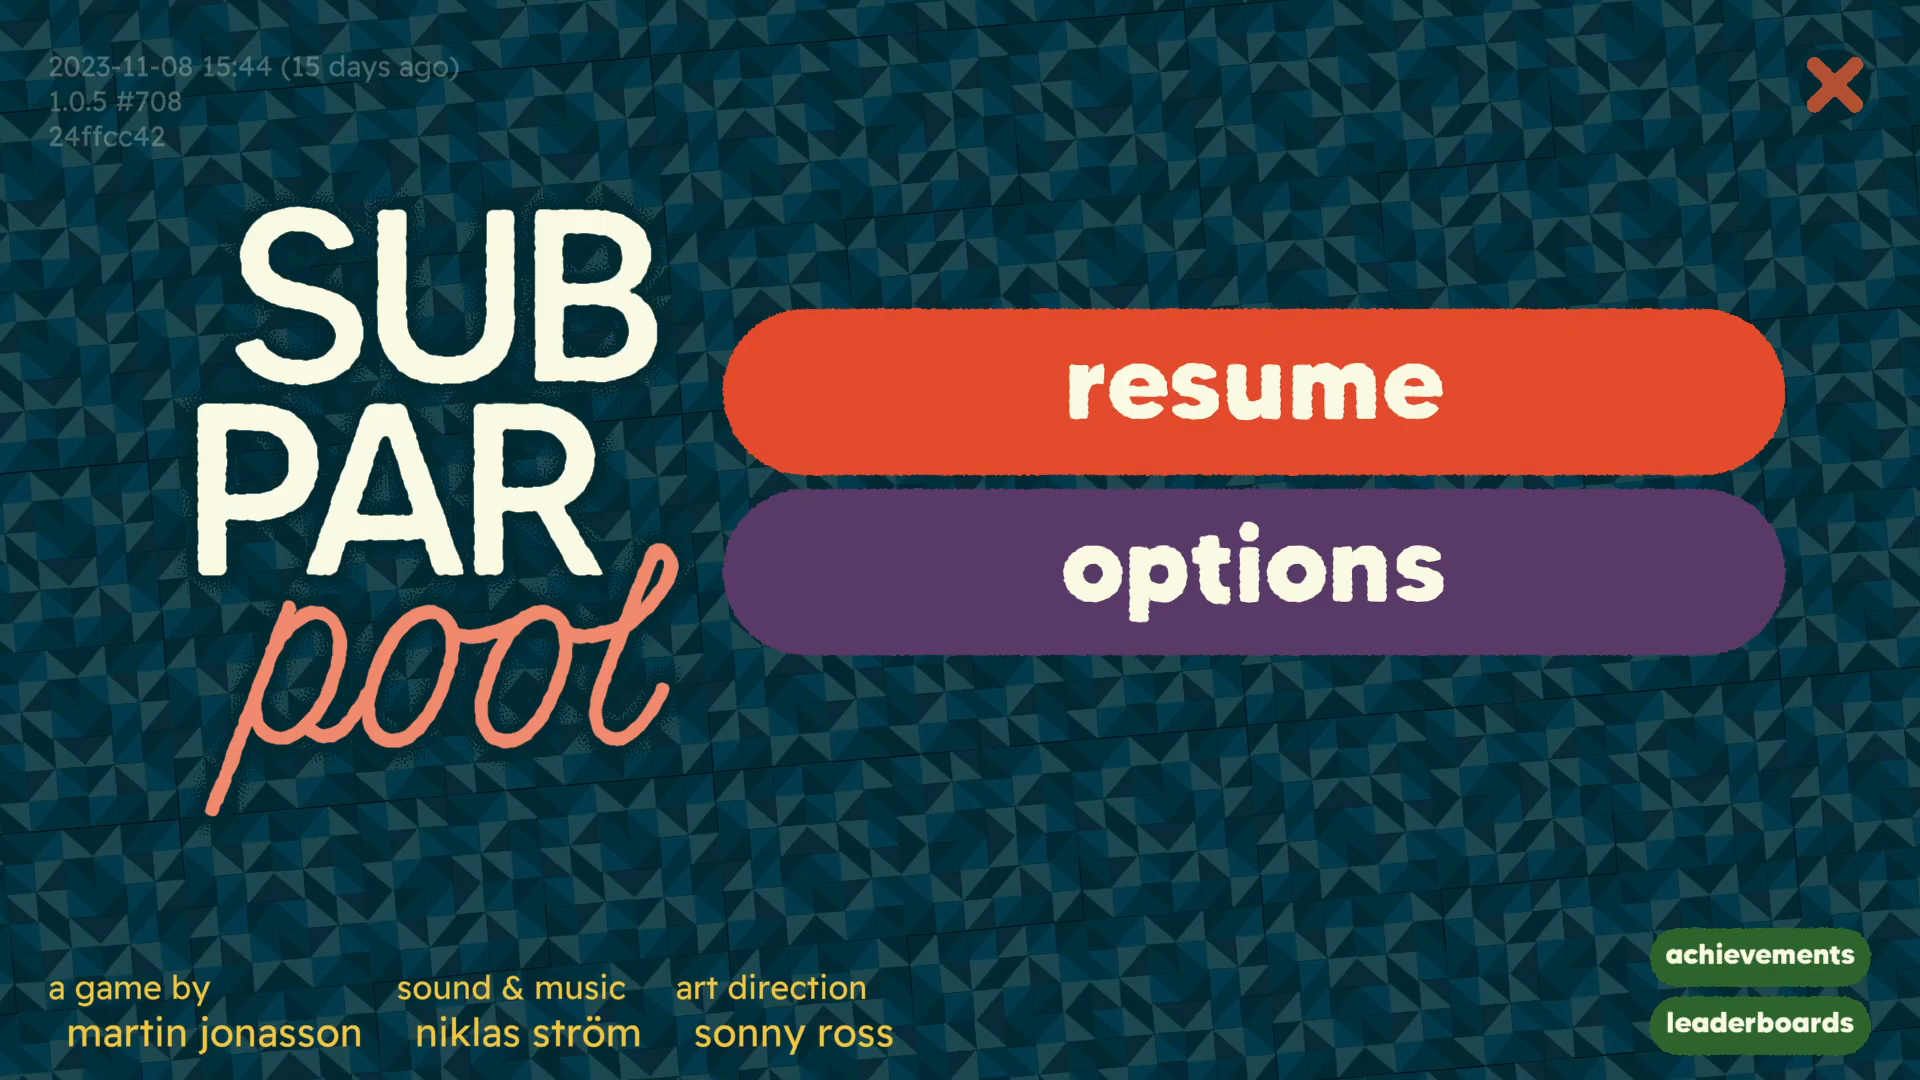 2023-11-08 15:44 (15 days ago)
1.0.5 #708
24ffcc42
SUB
PAR
pool
resume
options
a game by
martin jonasson
sound & music
niklas ström
art direction
sonny ross
achievements
leaderboards